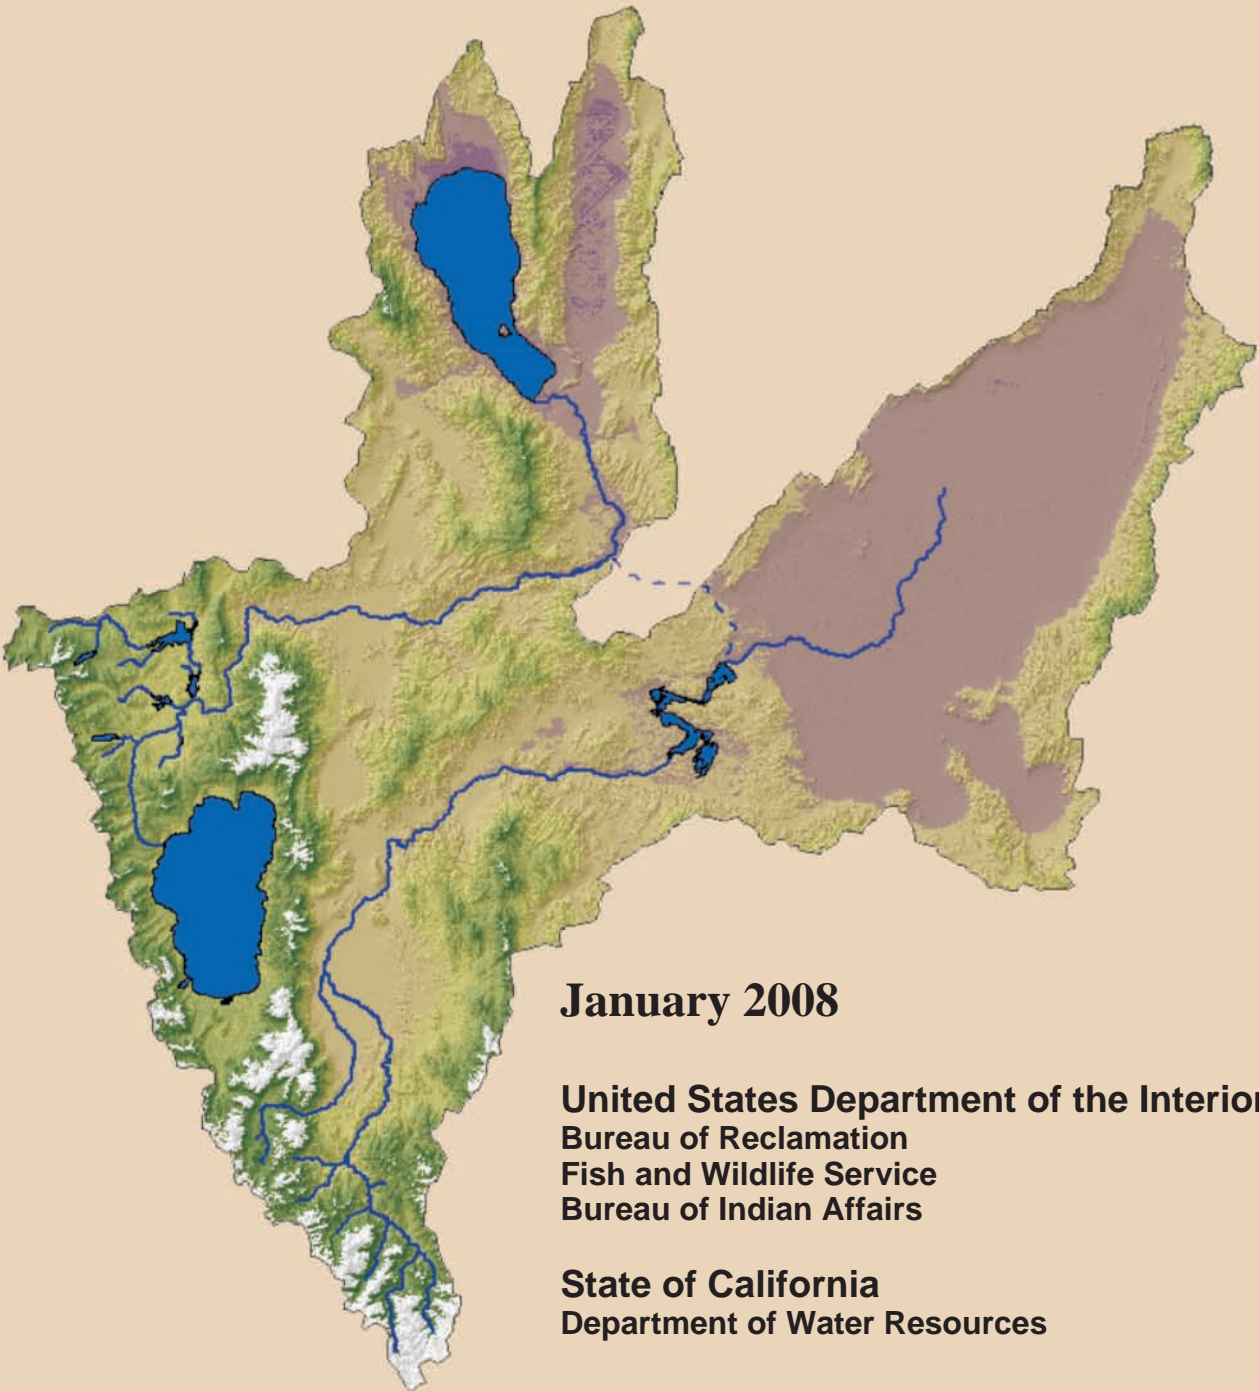 January 2008
United States Department of the Interior
Bureau of Reclamation
Fish and Wildlife Service
Bureau of Indian Affairs
State of California
Department of Water Resources